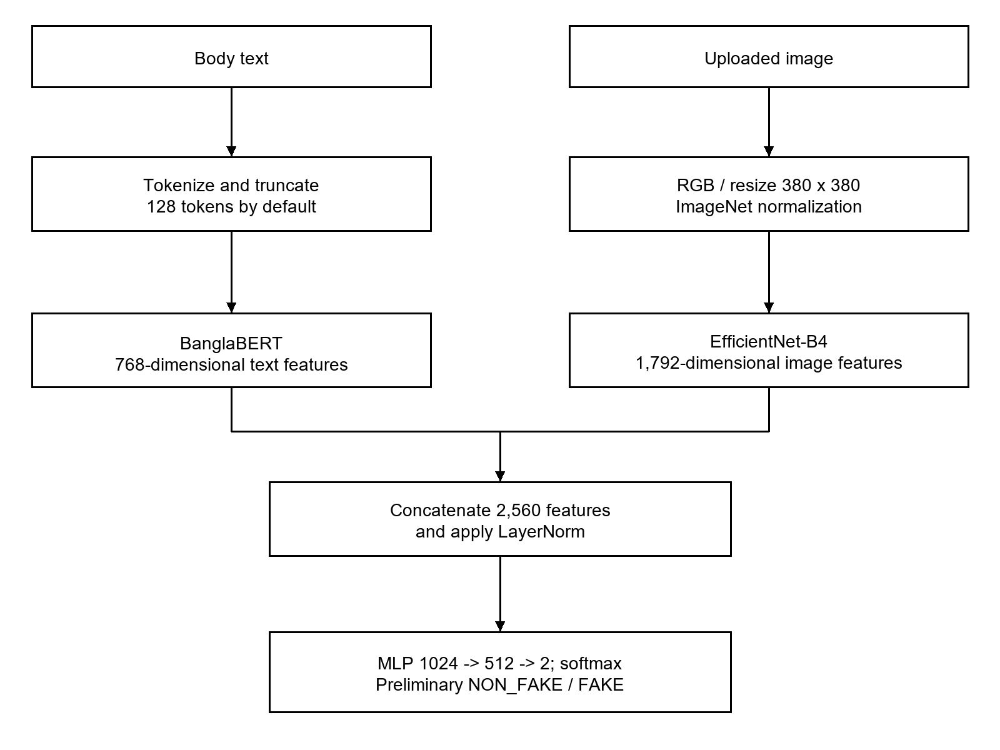 Body text
Uploaded image
Tokenize and truncate
128 tokens by default
RGB / resize 380 x 380
ImageNet normalization
BanglaBERT
768-dimensional text features
EfficientNet-B4
1,792-dimensional image features
Concatenate 2,560 features
and apply LayerNorm
MLP 1024 -> 512 -> 2; softmax
Preliminary NON_FAKE / FAKE